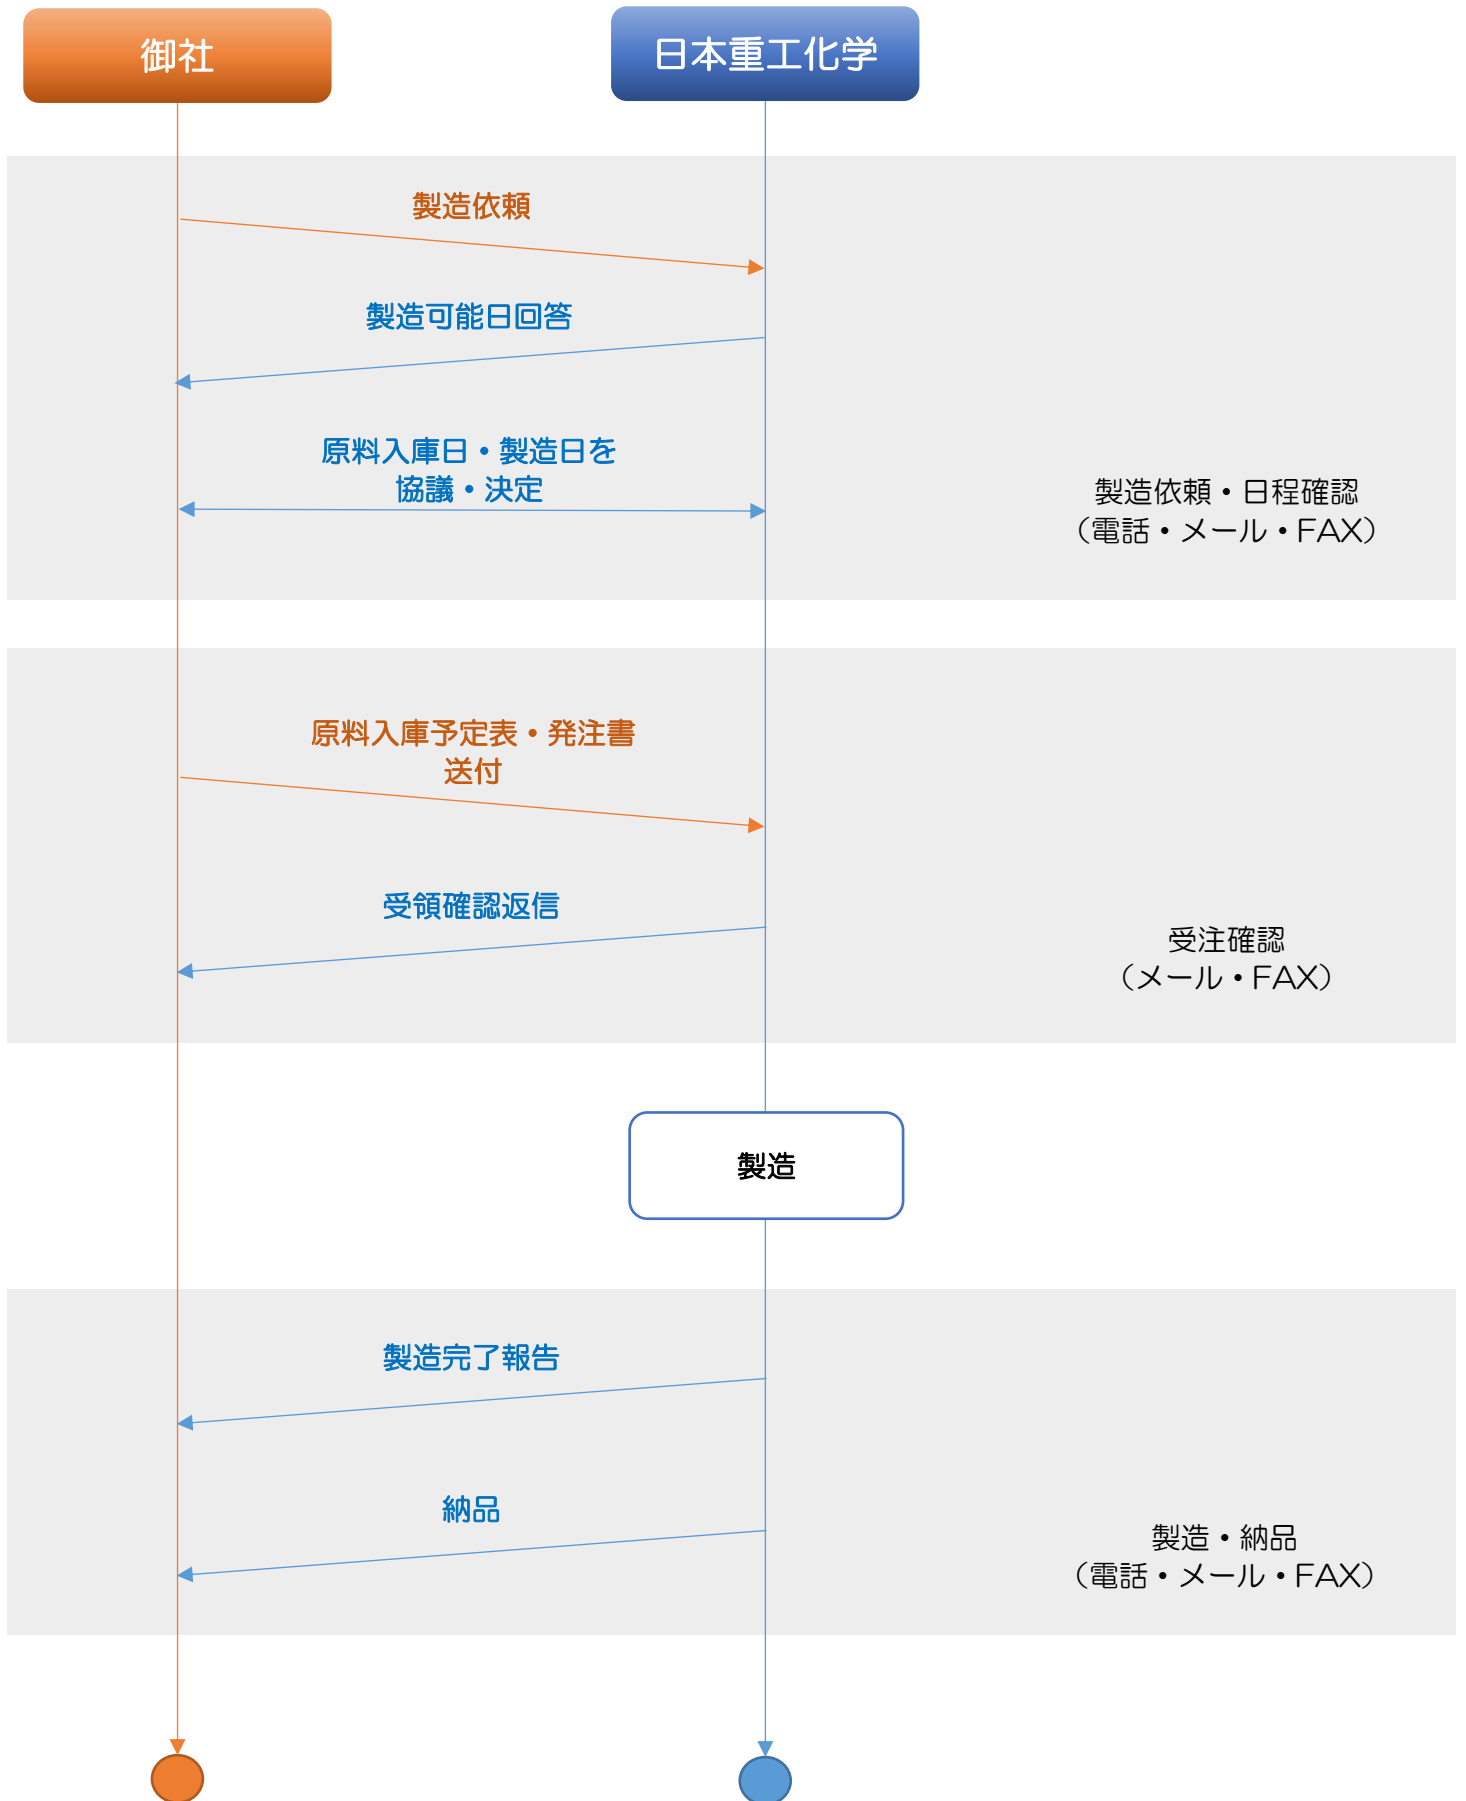 御社
日本重工化学
製造依頼
製造可能日回答
原料入庫日・製造日を
協議・決定
製造依頼・日程確認
（電話・メール・FAX）
原料入庫予定表・発注書
送付
受領確認返信
受注確認
（メール・FAX）
製造
製造完了報告
納品
製造・納品
（電話・メール・FAX）